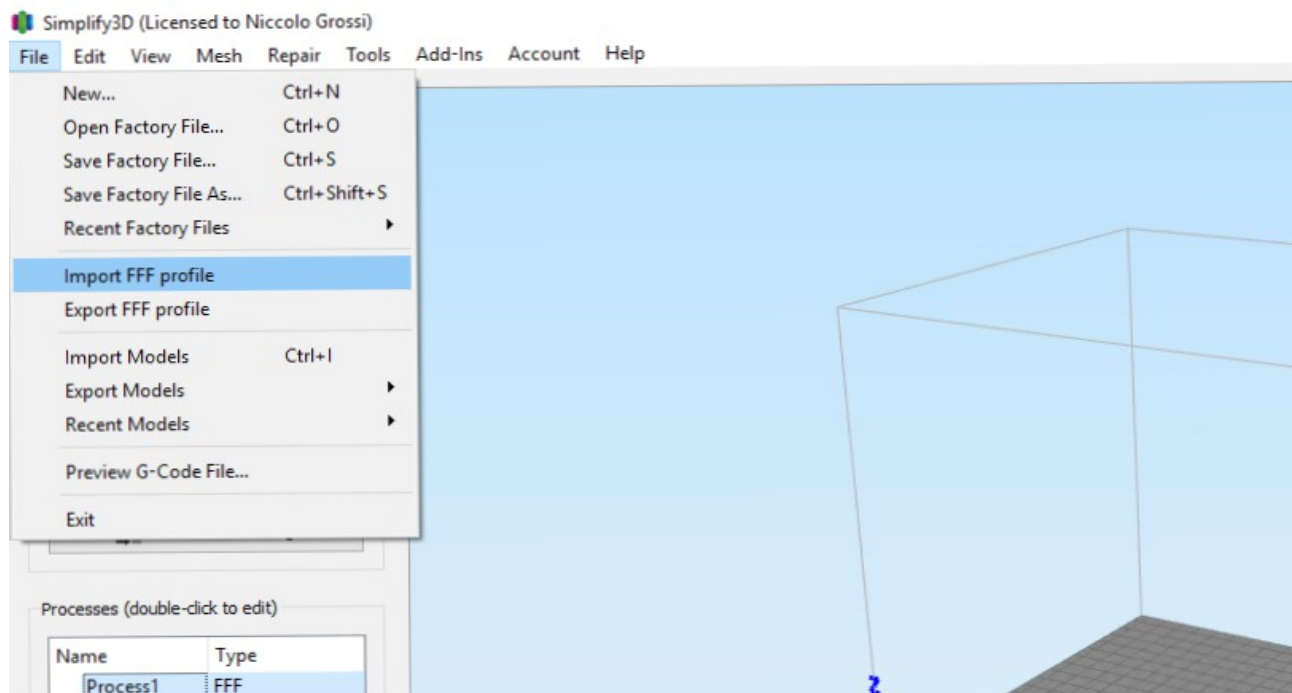 Simplify3D (Licensed to Niccolo Grossi)
File Edit View Mesh Repair Tools Add-Ins Account Help
New... Ctrl+N
Open Factory File... Ctrl+O
Save Factory File... Ctrl+S
Save Factory File As... Ctrl+Shift+S
Recent Factory Files
Import FFF profile
Export FFF profile
Import Models Ctrl+I
Export Models
Recent Models
Preview G-Code File...
Exit
Processes (double-click to edit)
Name Type
Process1 FFF
Z